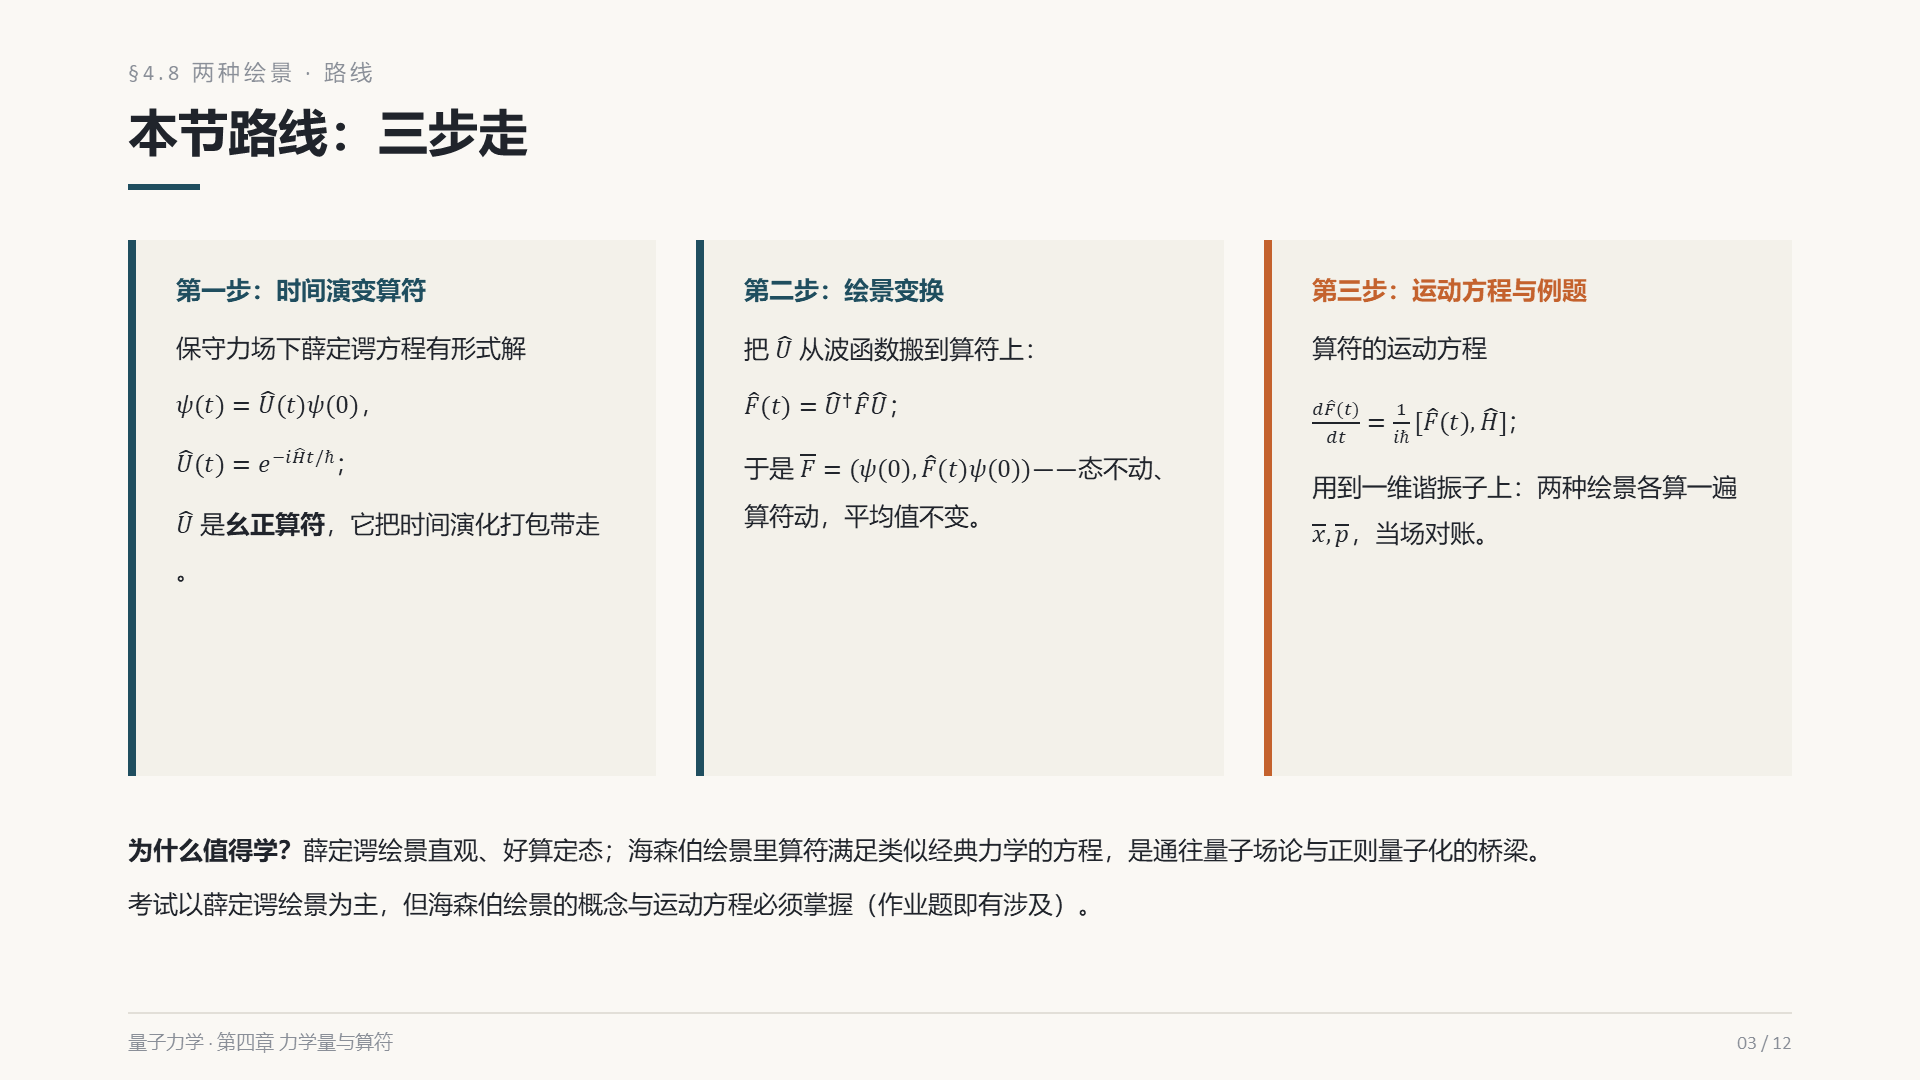 §4.8 两种绘景 · 路线
本节路线：三步走
第一步：时间演变算符
保守力场下薛定谔方程有形式解
ψ(t) = Û(t)ψ(0)，
Û(t) = e^{−iĤt/ħ}；
Û 是幺正算符，它把时间演化打包带走
。
第二步：绘景变换
把 Û 从波函数搬到算符上：
F̂(t) = Û†F̂Û；
于是 F̅ = (ψ(0), F̂(t)ψ(0))——态不动、
算符动，平均值不变。
第三步：运动方程与例题
算符的运动方程
dF̂(t)/dt = 1/iħ [F̂(t), Ĥ]；
用到一维谐振子上：两种绘景各算一遍
x̅, p̅，当场对账。
为什么值得学？薛定谔绘景直观、好算定态；海森伯绘景里算符满足类似经典力学的方程，是通往量子场论与正则量子化的桥梁。
考试以薛定谔绘景为主，但海森伯绘景的概念与运动方程必须掌握（作业题即有涉及）。
量子力学 · 第四章 力学量与算符
03 / 12